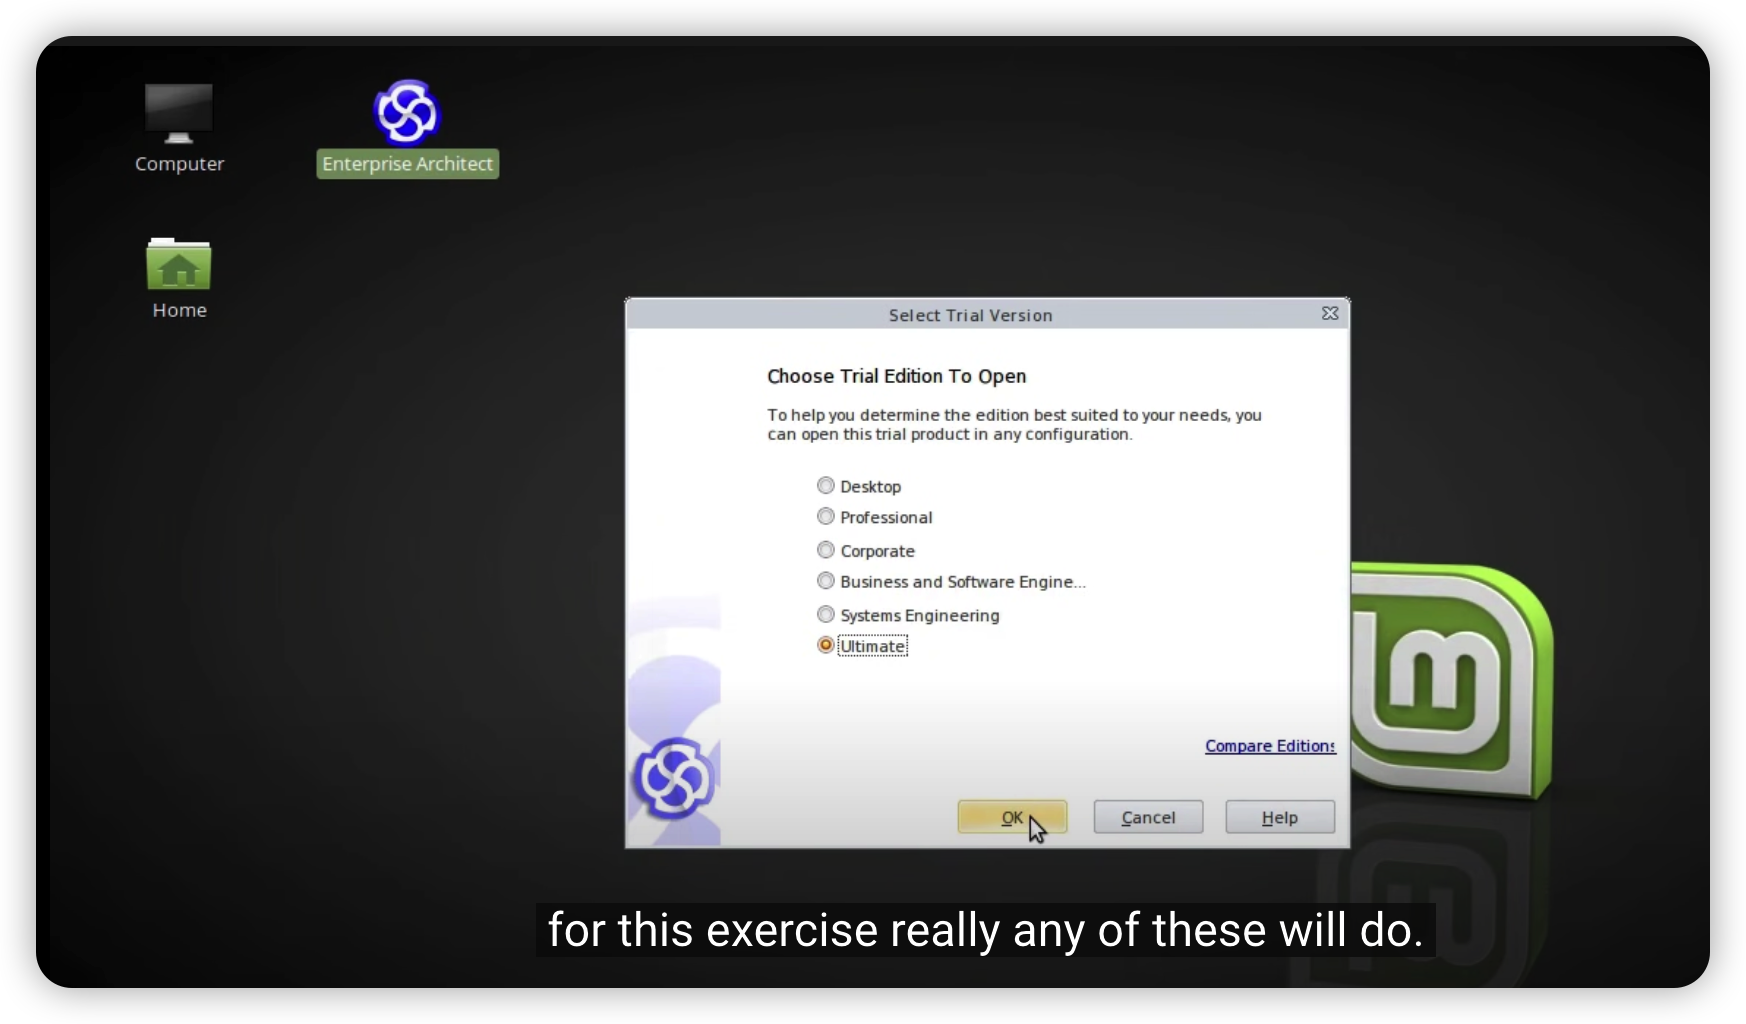 Computer
Enterprise Architect
Home
Select Trial Version
Choose Trial Edition To Open
To help you determine the edition best suited to your needs, you
can open this trial product in any configuration.
Desktop
Professional
Corporate
Business and Software Engine...
Systems Engineering
Ultimate
Compare Editions
OK
Cancel
Help
for this exercise really any of these will do.